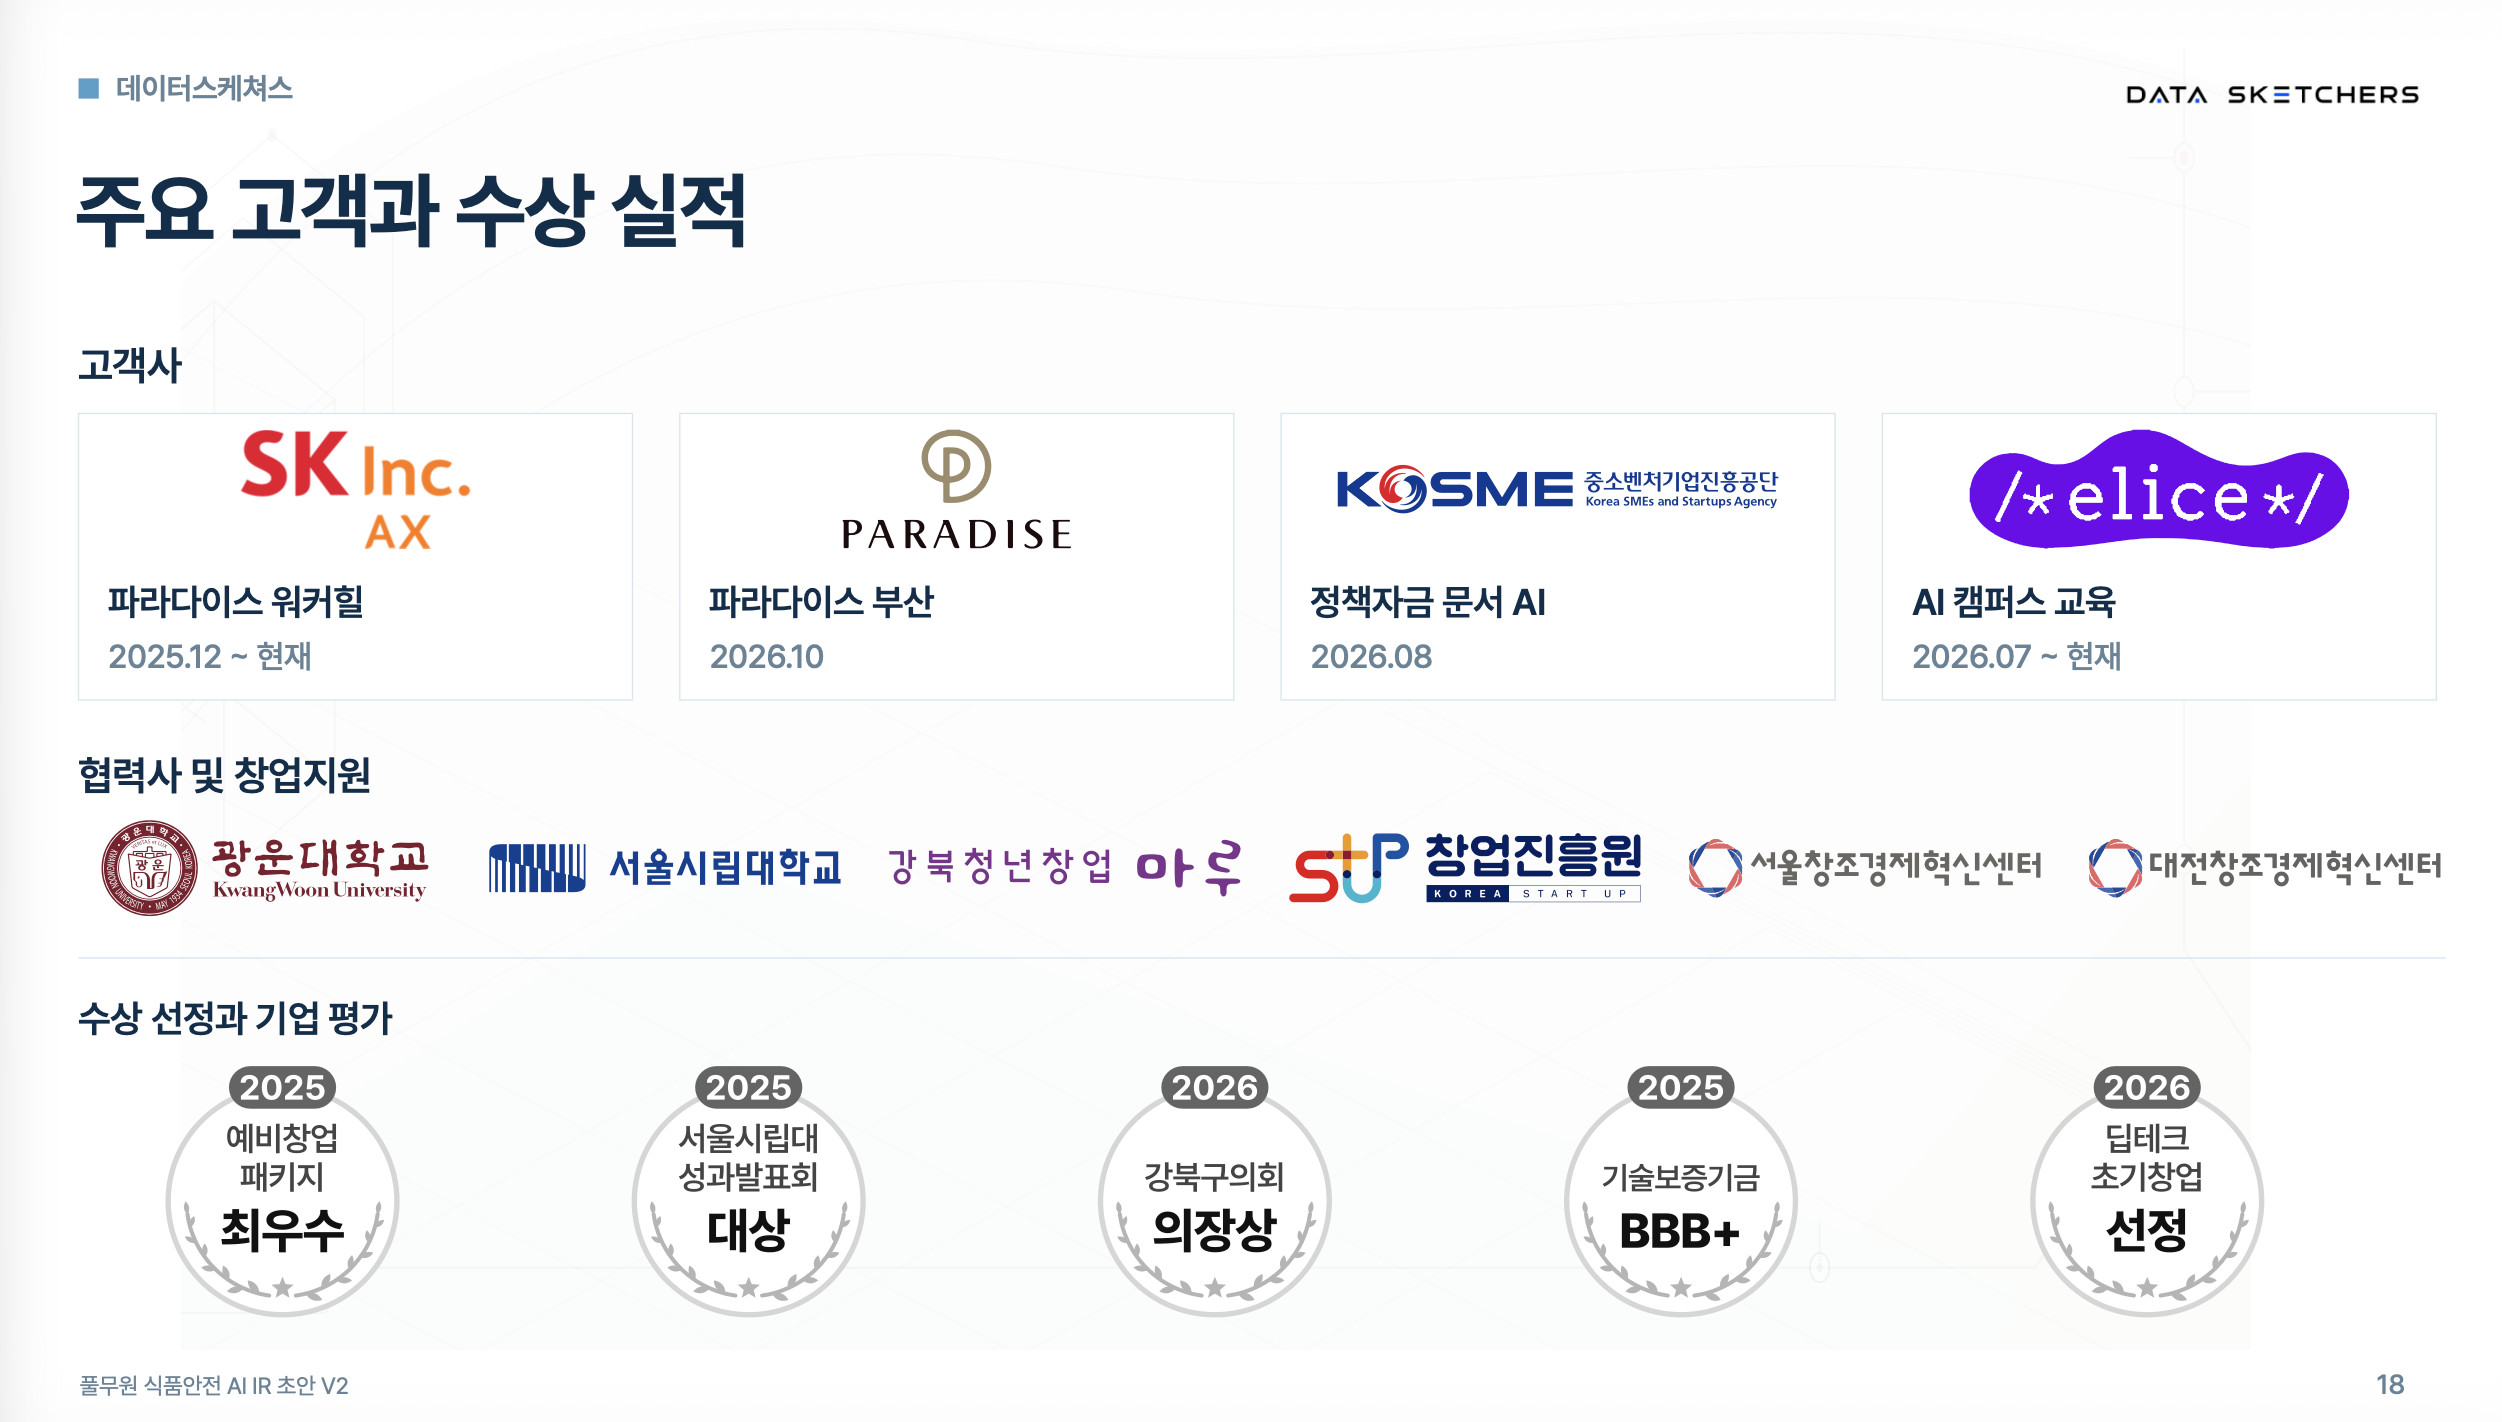 데이터스케쳐스
DATA SKETCHERS
주요 고객과 수상 실적
고객사
SK Inc.
AX
파라다이스 워커힐
2025.12 ~ 현재
PARADISE
파라다이스 부산
2026.10
KOSME 중소벤처기업진흥공단
Korea SMEs and Startups Agency
정책자금 문서 AI
2026.08
/*elice*/
AI 캠퍼스 교육
2026.07 ~ 현재
협력사 및 창업지원
광운대학교
KwangWoon University
서울시립대학교
강북청년창업 마루
창업진흥원
KOREA START UP
서울창조경제혁신센터
대전창조경제혁신센터
수상 선정과 기업 평가
2025
예비창업
패키지
최우수
2025
서울시립대
성과발표회
대상
2026
강북구의회
의장상
2025
기술보증기금
BBB+
2026
딥테크
초기창업
선정
풀무원 식품안전 AI IR 초안 V2
18